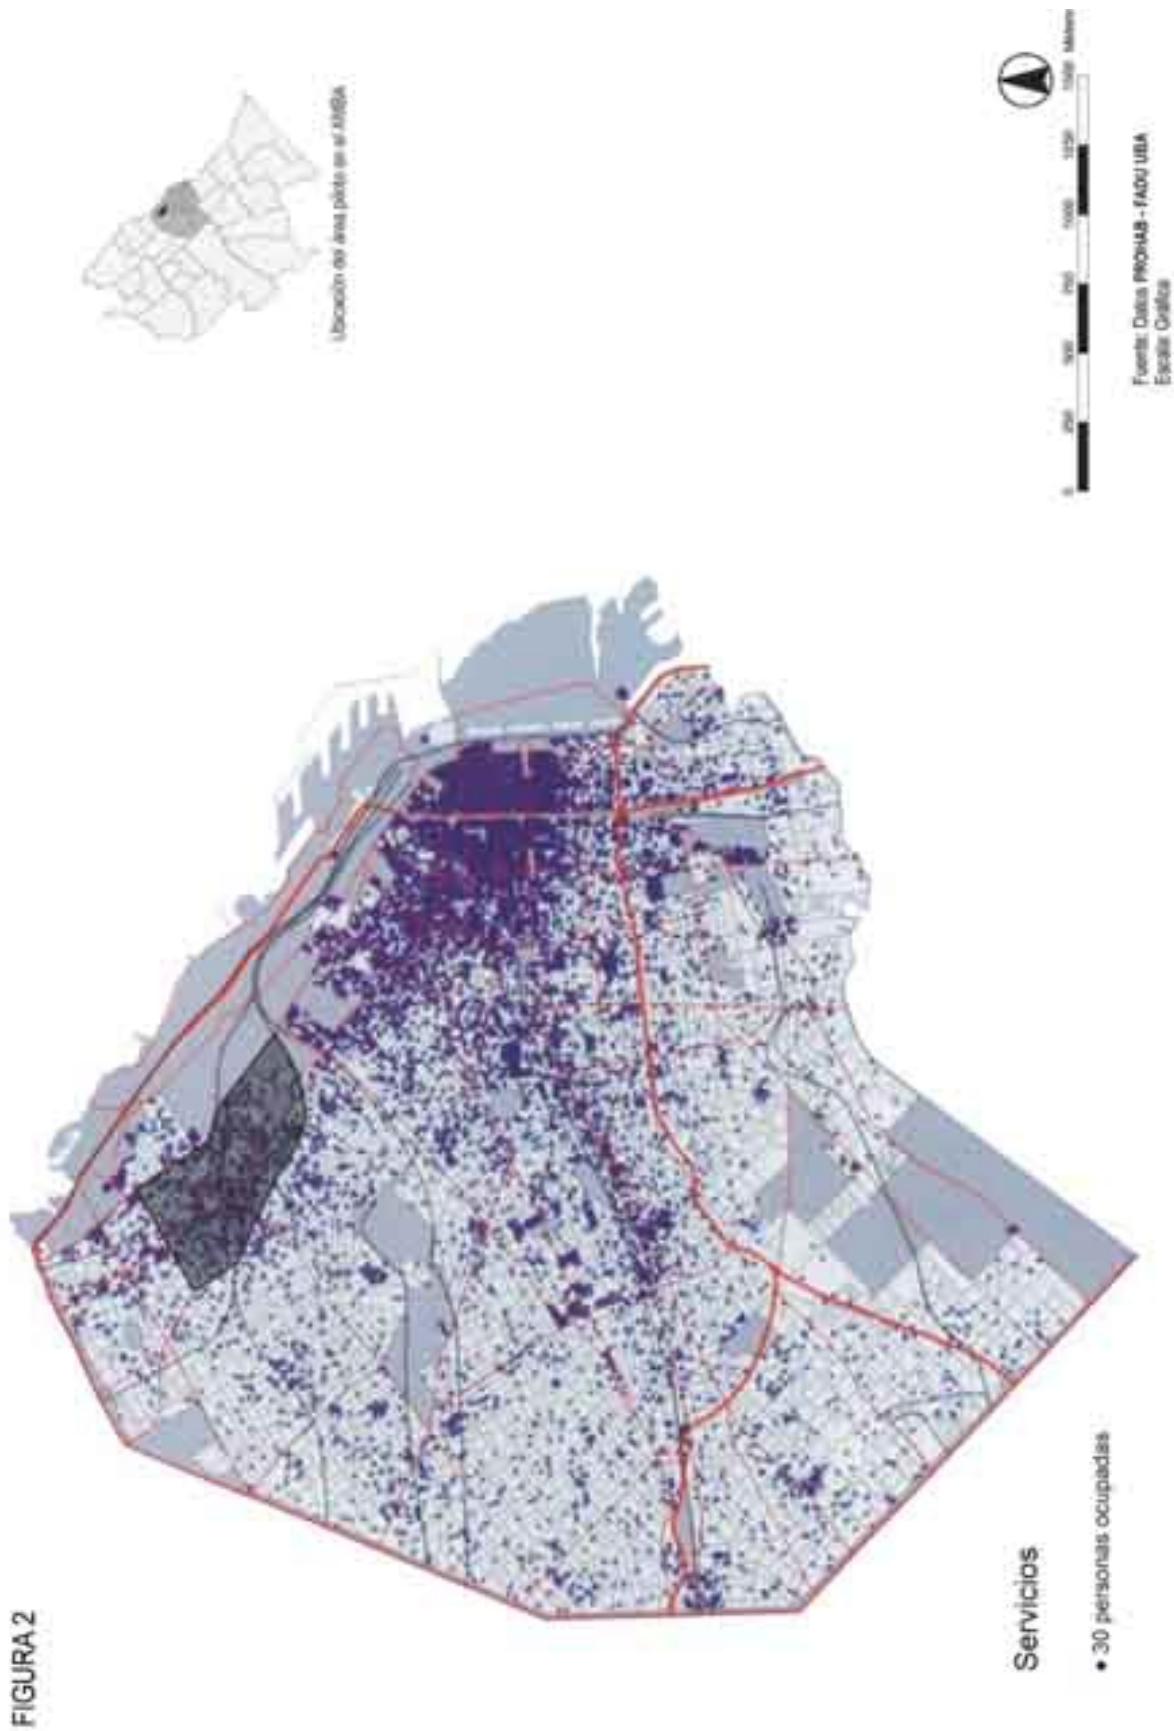 FIGURA 2
Servicios
30 personas ocupadas
Ubicación del área piloto en el AMBA
0 250 500 750 1000 1250 1500 Meters
Fuente: Datos PROHAB - FADU UBA
Escala: Gráfica